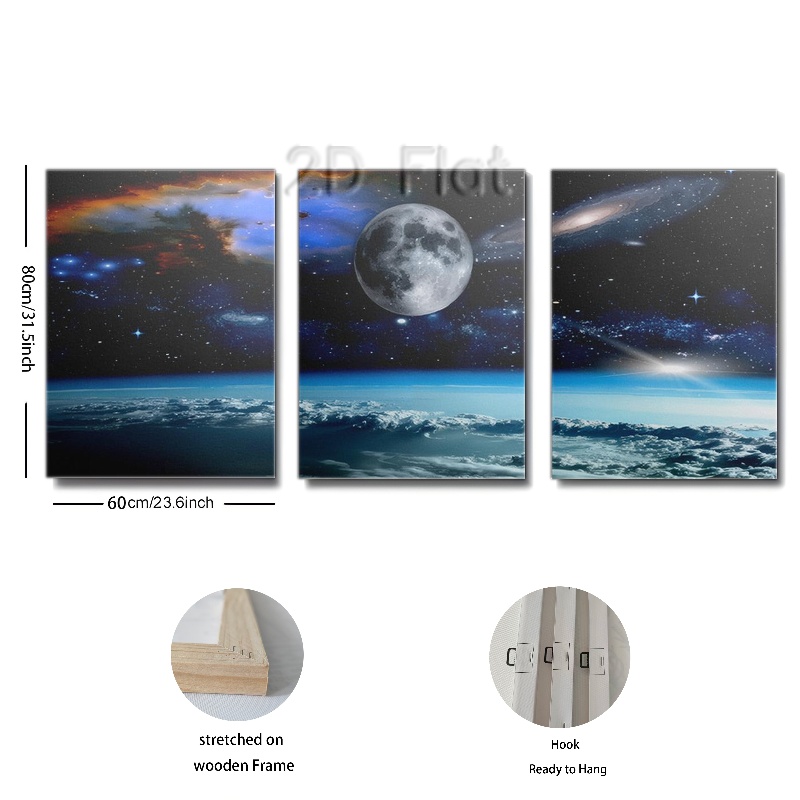 2D Flat
80cm/31.5inch
60cm/23.6inch
stretched on
wooden Frame
Hook
Ready to Hang